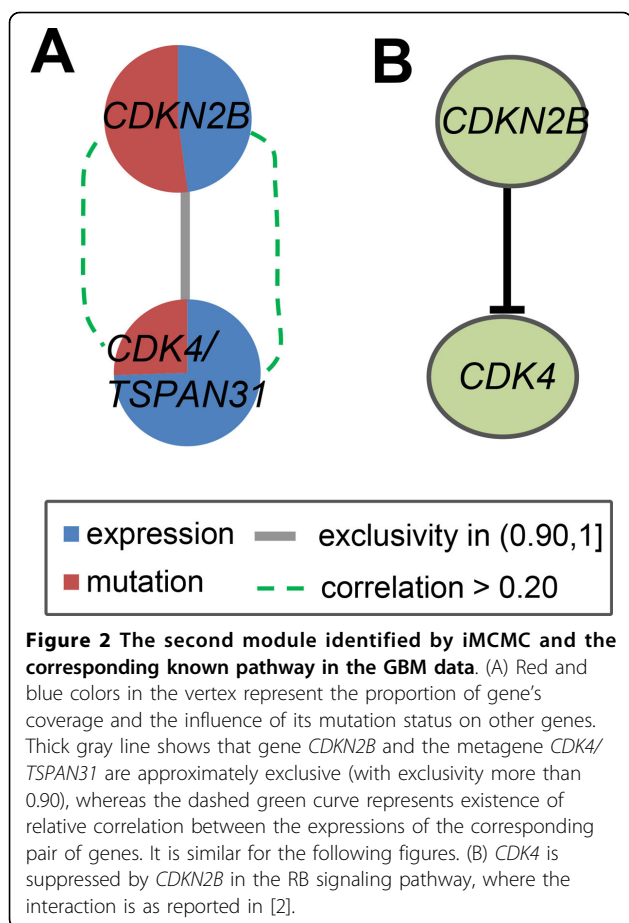 A
B
CDKN2B
CDKN2B
CDK4/
TSPAN31
CDK4
expression
exclusivity in (0.90,1]
mutation
correlation > 0.20
Figure 2 The second module identified by iMCMC and the
corresponding known pathway in the GBM data. (A) Red and
blue colors in the vertex represent the proportion of gene's
coverage and the influence of its mutation status on other genes.
Thick gray line shows that gene CDKN2B and the metagene CDK4/
TSPAN31 are approximately exclusive (with exclusivity more than
0.90), whereas the dashed green curve represents existence of
relative correlation between the expressions of the corresponding
pair of genes. It is similar for the following figures. (B) CDK4 is
suppressed by CDKN2B in the RB signaling pathway, where the
interaction is as reported in [2].